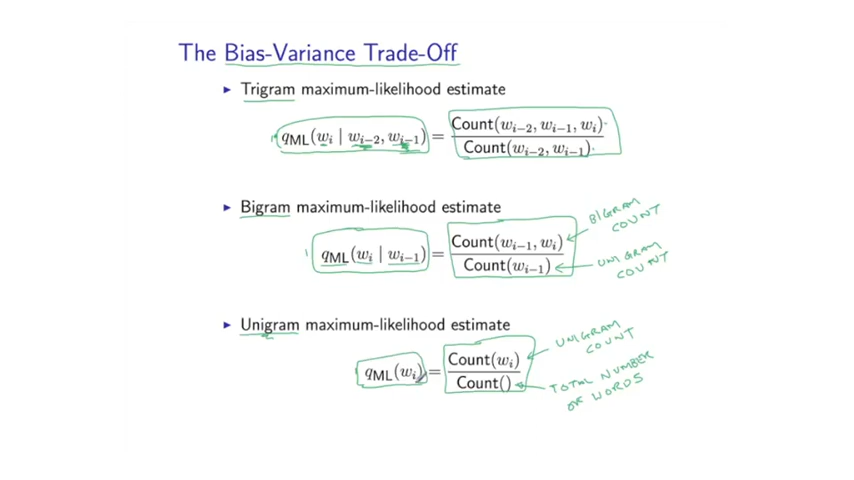 The Bias-Variance Trade-Off
▶ Trigram maximum-likelihood estimate
qML(wi | wi−2, wi−1) = Count(wi−2, wi−1, wi) / Count(wi−2, wi−1)
▶ Bigram maximum-likelihood estimate
qML(wi | wi−1) = Count(wi−1, wi) / Count(wi−1)
BIGRAM
COUNT
UNIGRAM
COUNT
▶ Unigram maximum-likelihood estimate
qML(wi) = Count(wi) / Count()
UNIGRAM
COUNT
TOTAL NUMBER
OF WORDS